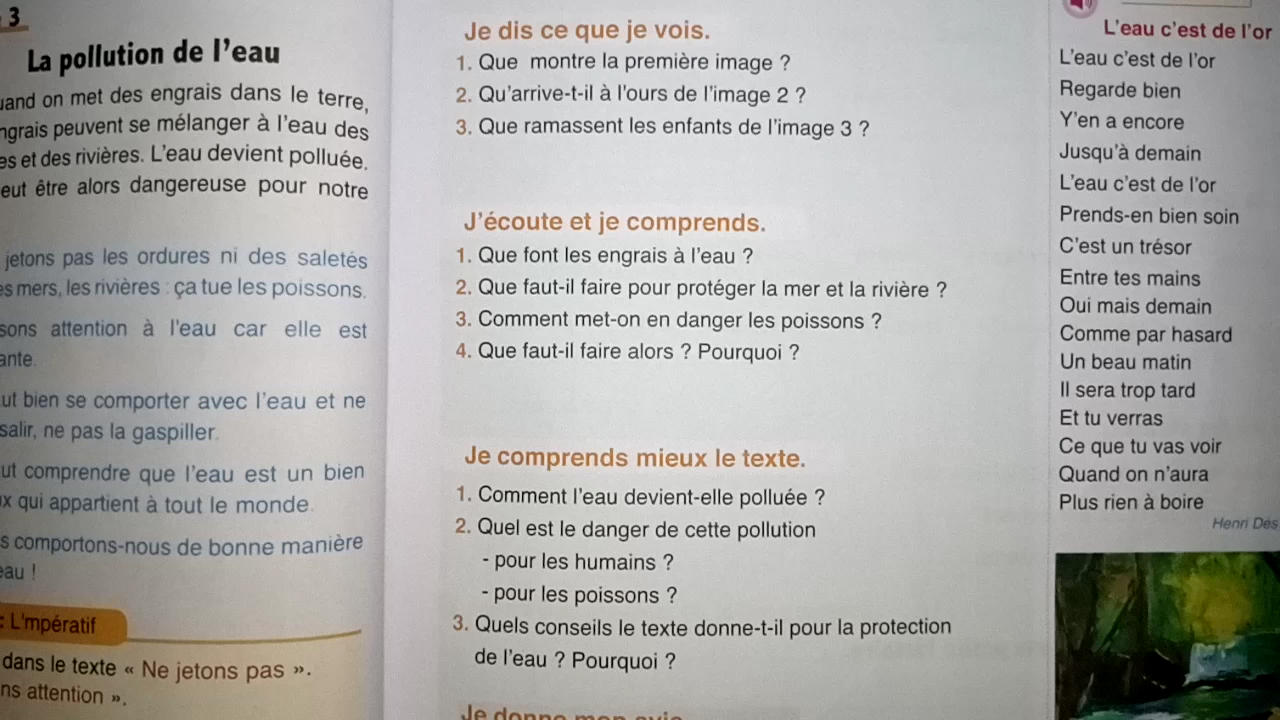 3
La pollution de l'eau
on met des engrais dans le terre,
peuvent se mélanger à l'eau des
et des rivières. L'eau devient polluée.
être alors dangereuse pour notre
jetons pas les ordures ni des saletés
mers, les rivières : ça tue les poissons.
attention à l'eau car elle est
bien se comporter avec l'eau et ne
salir, ne pas la gaspiller.
comprendre que l'eau est un bien
qui appartient à tout le monde.
comportons-nous de bonne manière
!
: L'mpératif
dans le texte « Ne jetons pas ».
attention ».
Je dis ce que je vois.
1. Que montre la première image ?
2. Qu'arrive-t-il à l'ours de l'image 2 ?
3. Que ramassent les enfants de l'image 3 ?
J'écoute et je comprends.
1. Que font les engrais à l'eau ?
2. Que faut-il faire pour protéger la mer et la rivière ?
3. Comment met-on en danger les poissons ?
4. Que faut-il faire alors ? Pourquoi ?
Je comprends mieux le texte.
1. Comment l'eau devient-elle polluée ?
2. Quel est le danger de cette pollution
- pour les humains ?
- pour les poissons ?
3. Quels conseils le texte donne-t-il pour la protection
de l'eau ? Pourquoi ?
Je donne mon avis
L'eau c'est de l'or
L'eau c'est de l'or
Regarde bien
Y'en a encore
Jusqu'à demain
L'eau c'est de l'or
Prends-en bien soin
C'est un trésor
Entre tes mains
Oui mais demain
Comme par hasard
Un beau matin
Il sera trop tard
Et tu verras
Ce que tu vas voir
Quand on n'aura
Plus rien à boire
Henri Dès